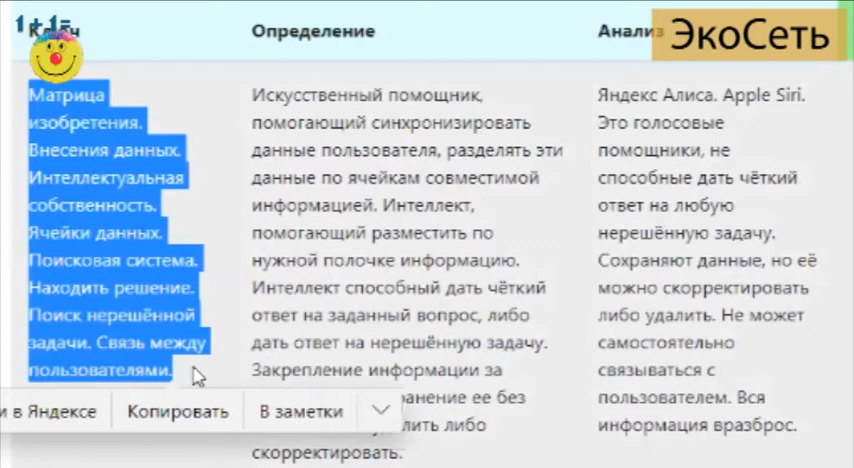 1+1=
Ключ
Определение
Анализ
ЭкоСеть
Матрица
изобретения.
Внесения данных.
Интеллектуальная
собственность.
Ячейки данных.
Поисковая система.
Находить решение.
Поиск нерешённой
задачи. Связь между
пользователями.
Искусственный помощник,
помогающий синхронизировать
данные пользователя, разделять эти
данные по ячейкам совместимой
информацией. Интеллект,
помогающий разместить по
нужной полочке информацию.
Интеллект способный дать чёткий
ответ на заданный вопрос, либо
дать ответ на нерешённую задачу.
Закрепление информации за
ее без
либо
скорректировать.
Яндекс Алиса. Apple Siri.
Это голосовые
помощники, не
способные дать чёткий
ответ на любую
нерешённую задачу.
Сохраняют данные, но её
можно скорректировать
либо удалить. Не может
самостоятельно
связываться с
пользователем. Вся
информация вразброс.
и в Яндексе
Копировать
В заметки